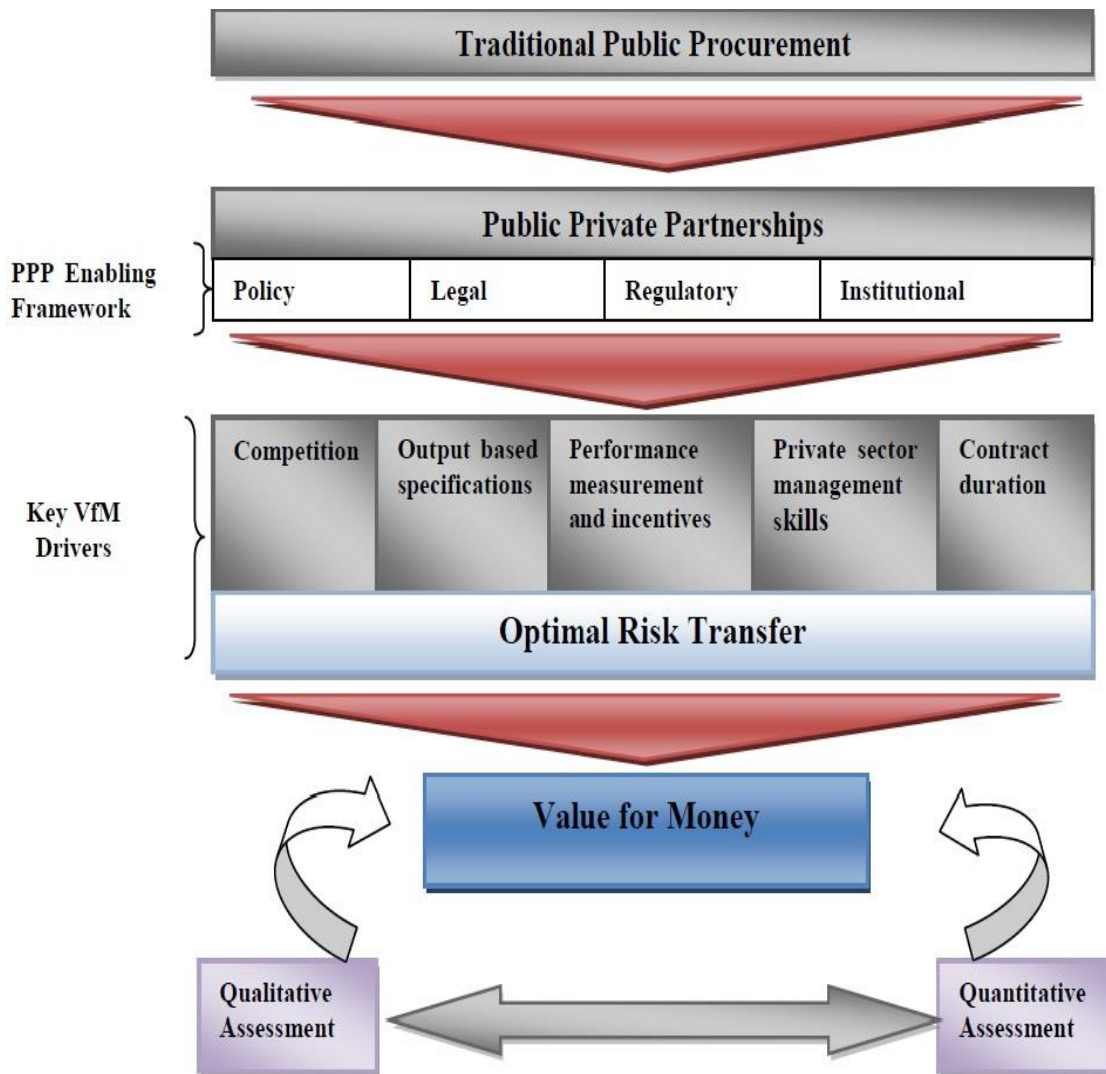 Traditional Public Procurement
Public Private Partnerships
PPP Enabling
Framework
Policy
Legal
Regulatory
Institutional
Key VfM
Drivers
Competition
Output based
specifications
Performance
measurement
and incentives
Private sector
management
skills
Contract
duration
Optimal Risk Transfer
Value for Money
Qualitative
Assessment
Quantitative
Assessment